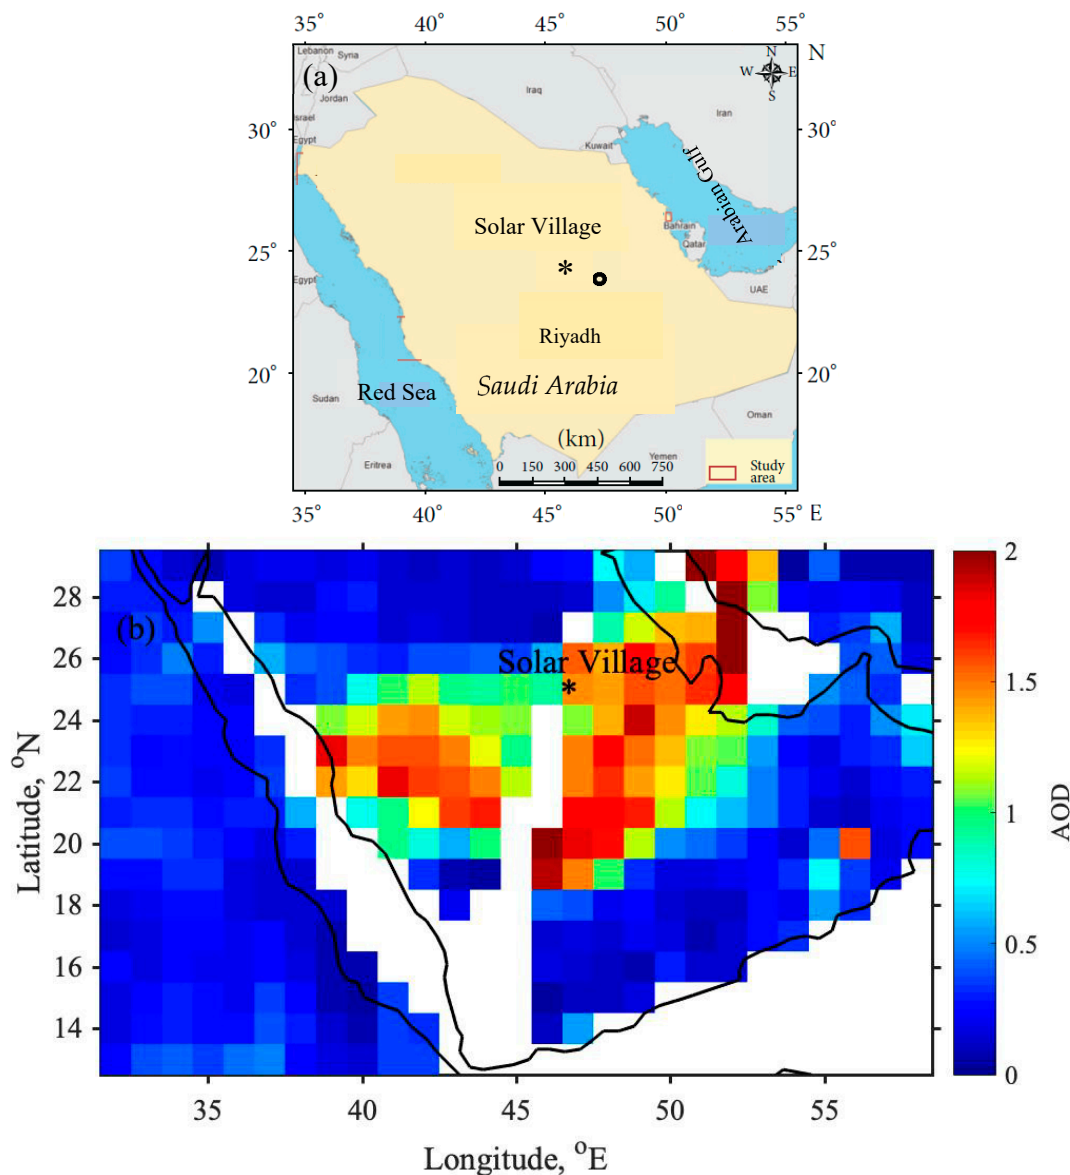 35° 40° 45° 50° 55°
N
(a)
N
W E
S
Lebanon
Syria
Iraq
Jordan
Iran
Israel
Egypt
30° 30°
Kuwait
Arabian Gulf
Solar Village
Bahrain
Qatar
25° 25°
*
Egypt
UAE
Riyadh
20° 20°
Red Sea
Saudi Arabia
Sudan
Oman
(km)
Yemen
Eritrea
0 150 300 450 600 750
Study
area
35° 40° 45° 50° 55° E
(b)
Solar Village
*
28
26
24
22
20
18
16
14
Latitude, °N
35 40 45 50 55
Longitude, °E
2
1.5
1
0.5
0
AOD